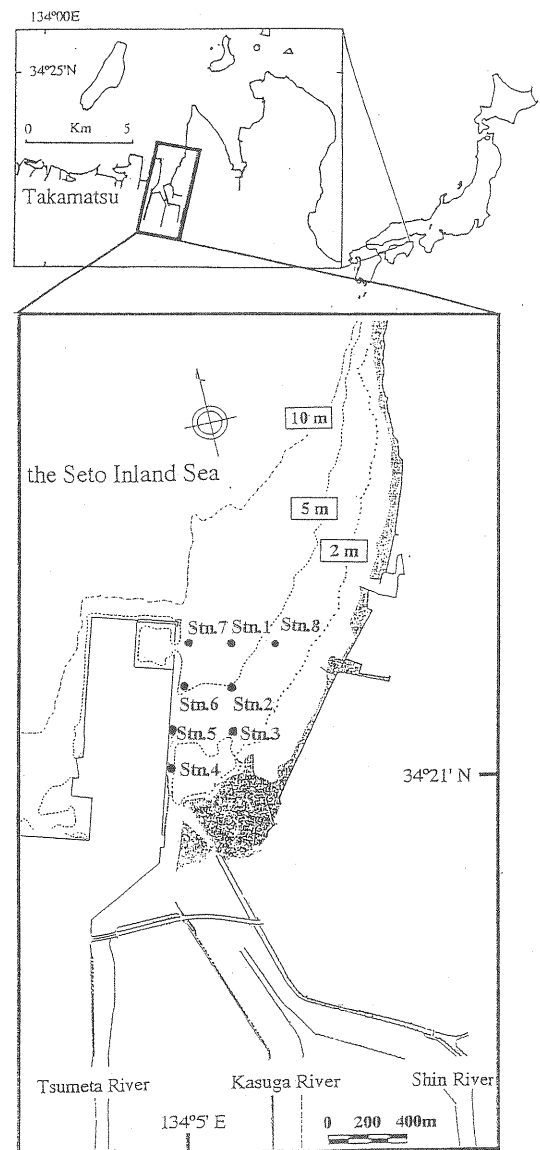 134°00'E
34°25'N
0 Km 5
Takamatsu
10 m
the Seto Inland Sea
5 m
2 m
Stn.7 Stn.1 Stn.8
Stn.6 Stn.2
Stn.5 Stn.3
Stn.4
34°21' N
Tsumeta River Kasuga River Shin River
134°5' E
0 200 400m